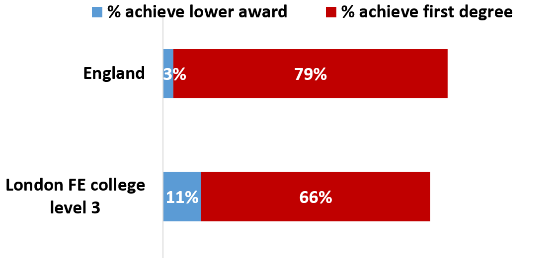 % achieve lower award % achieve first degree
England 3% 79%
London FE college
level 3
11% 66%